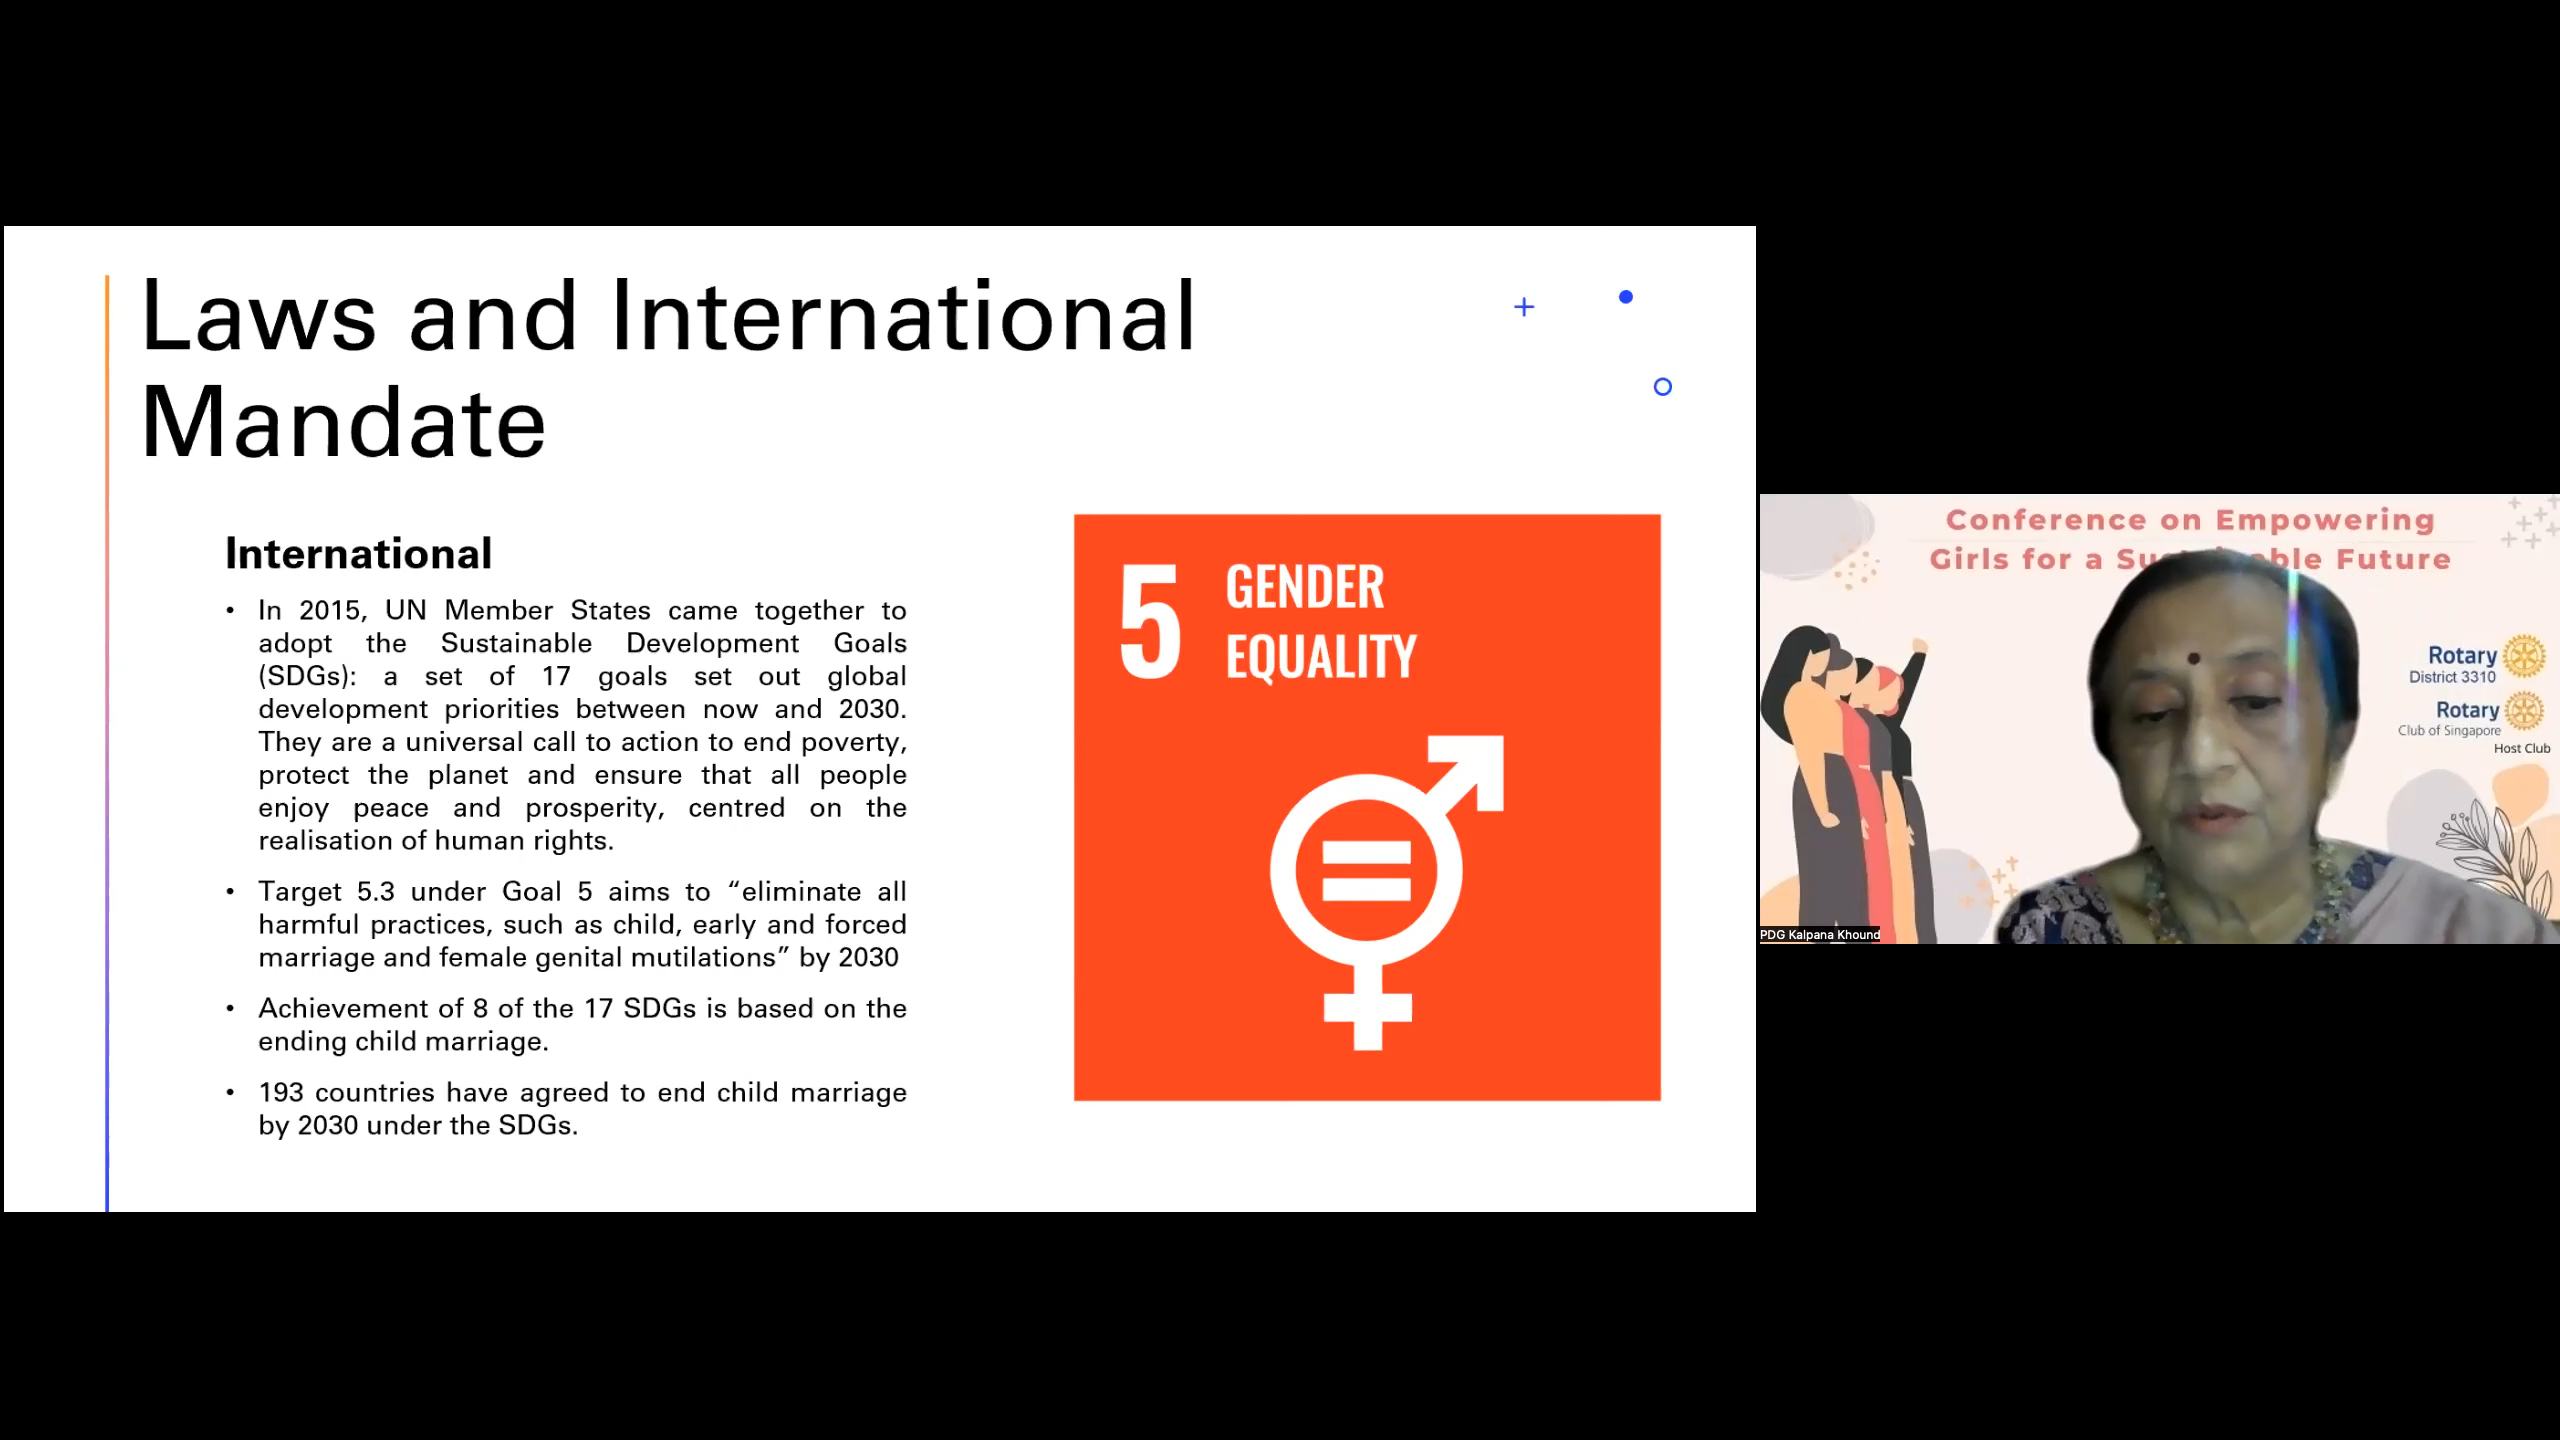 Laws and International
Mandate
International
• In 2015, UN Member States came together to
adopt the Sustainable Development Goals
(SDGs): a set of 17 goals set out global
development priorities between now and 2030.
They are a universal call to action to end poverty,
protect the planet and ensure that all people
enjoy peace and prosperity, centred on the
realisation of human rights.
• Target 5.3 under Goal 5 aims to “eliminate all
harmful practices, such as child, early and forced
marriage and female genital mutilations” by 2030
• Achievement of 8 of the 17 SDGs is based on the
ending child marriage.
• 193 countries have agreed to end child marriage
by 2030 under the SDGs.
5 GENDER
EQUALITY
Conference on Empowering
Girls for a Future
Rotary
District 3310
Rotary
Club of Singapore
Host Club
PDG Kalpana Khound